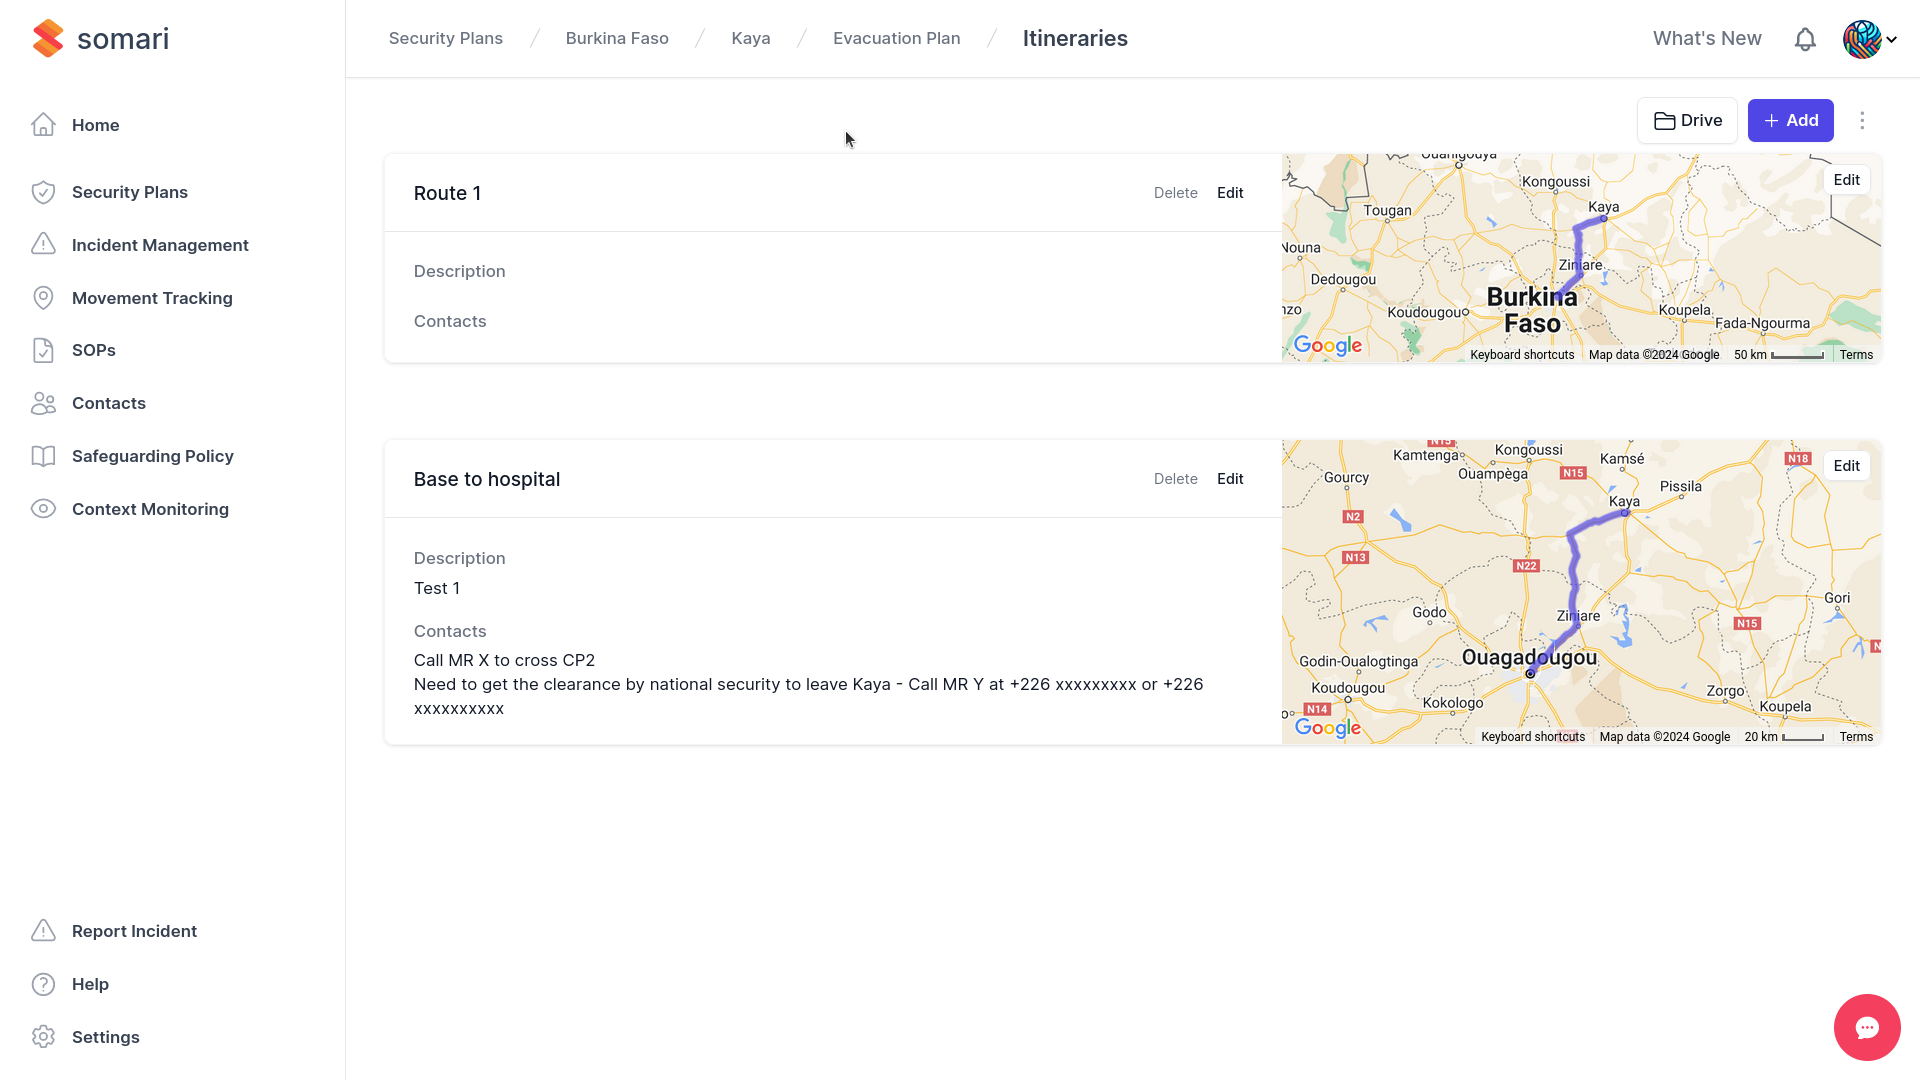 somari
Security Plans / Burkina Faso / Kaya / Evacuation Plan / Itineraries
What's New
Home
Security Plans
Incident Management
Movement Tracking
SOPs
Contacts
Safeguarding Policy
Context Monitoring
Report Incident
Help
Settings
Drive
+ Add
Route 1
Delete Edit
Description
Contacts
Edit
Ouahigouya
Kongoussi
Kaya
Tougan
Nouna
Ziniare
Dedougou
Burkina
Faso
Koudougou
Koupela
Fada-Ngourma
nzo
Google
Keyboard shortcuts Map data ©2024 Google 50 km Terms
Base to hospital
Delete Edit
Description
Test 1
Contacts
Call MR X to cross CP2
Need to get the clearance by national security to leave Kaya - Call MR Y at +226 xxxxxxxxx or +226
xxxxxxxxxx
Edit
N15
Kongoussi
Kamtenga
Kamsé
N18
Gourcy
Ouampèga
N15
Pissila
Kaya
N2
N13
N22
Gori
Godo
Ziniare
N15
N
Godin-Oualogtinga
Ouagadougou
Koudougou
Zorgo
Kokologo
Koupela
N14
o
Google
Keyboard shortcuts Map data ©2024 Google 20 km Terms